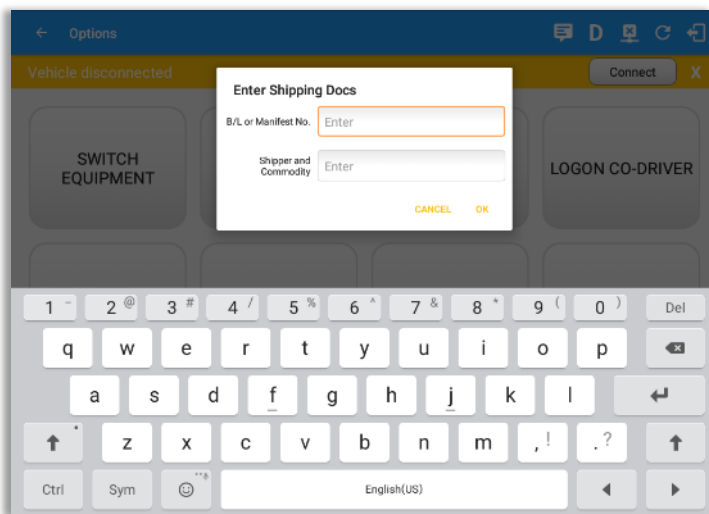 Options
D
Vehicle disconnected
Connect
X
Enter Shipping Docs
B/L or Manifest No.
Enter
Shipper and
Commodity
Enter
CANCEL
OK
SWITCH
EQUIPMENT
LOGON CO-DRIVER
1 - 2 @ 3 # 4 / 5 % 6 ^ 7 & 8 * 9 ( 0 ) Del
q w e r t y u i o p
a s d f g h j k l
z x c v b n m , ! . ?
Ctrl Sym English(US)